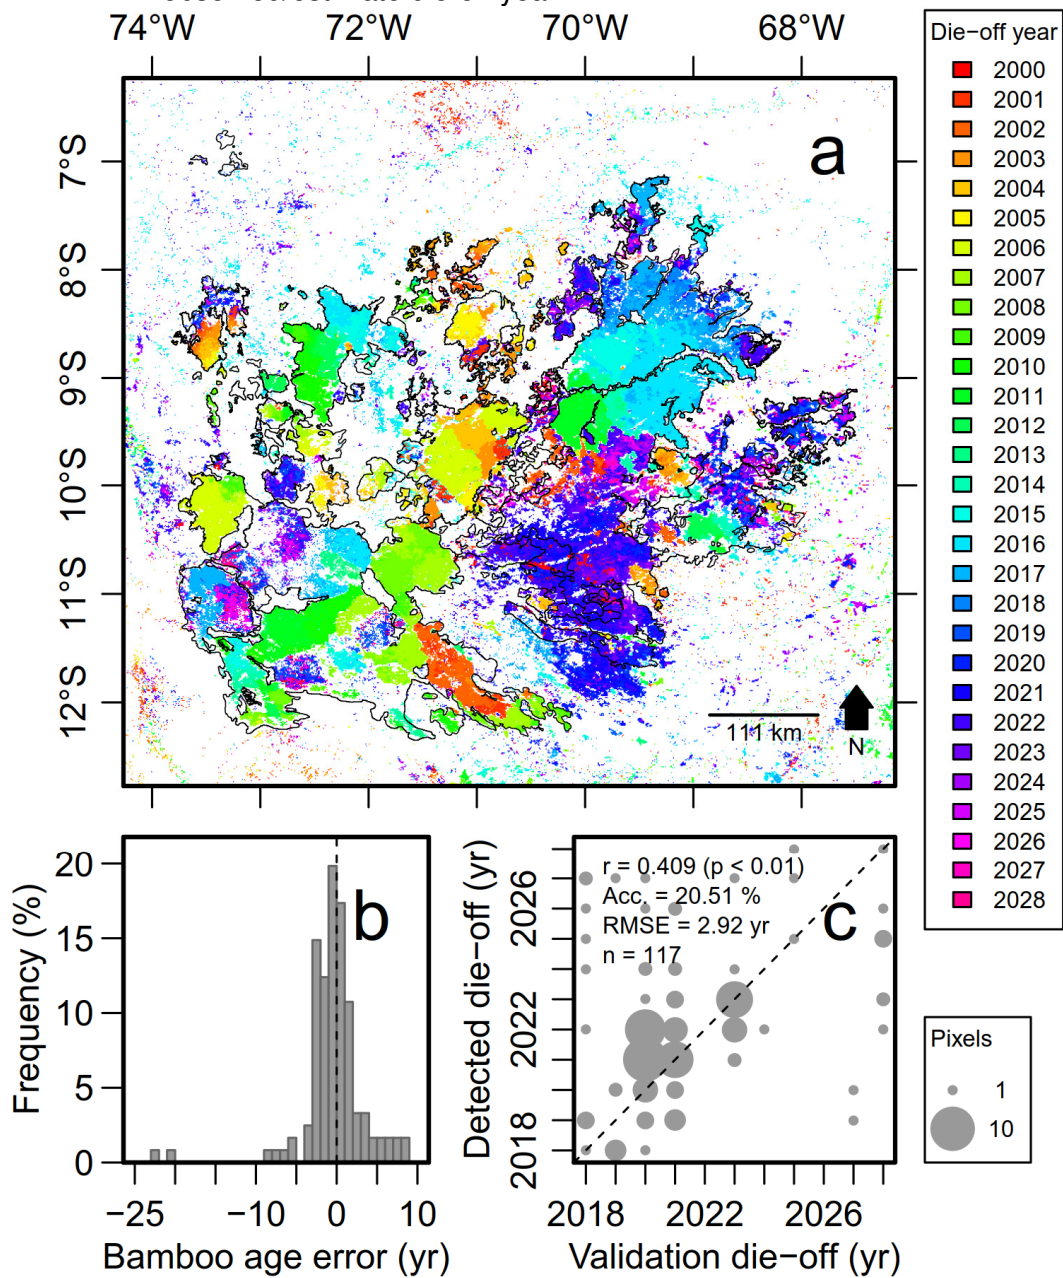 74°W 72°W 70°W 68°W
7°S
8°S
9°S
10°S
11°S
12°S
a
111 km
N
Die−off year
2000
2001
2002
2003
2004
2005
2006
2007
2008
2009
2010
2011
2012
2013
2014
2015
2016
2017
2018
2019
2020
2021
2022
2023
2024
2025
2026
2027
2028
Frequency (%)
20
15
10
5
0
b
−25 −10 0 10
Bamboo age error (yr)
Detected die−off (yr)
2026
2022
2018
r = 0.409 (p < 0.01)
Acc. = 20.51 %
RMSE = 2.92 yr
n = 117
c
2018 2022 2026
Validation die−off (yr)
Pixels
1
10